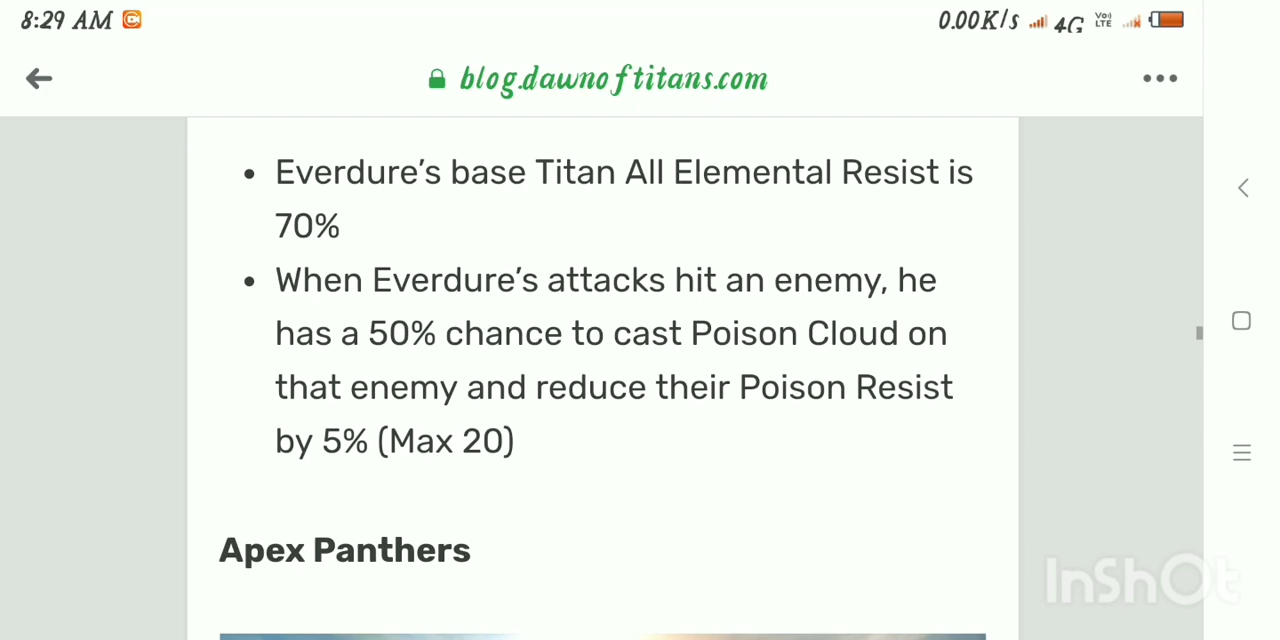 8:29 AM
0.00K/s 4G Vo) LTE
blog.dawnoftitans.com
• Everdure’s base Titan All Elemental Resist is
70%
• When Everdure’s attacks hit an enemy, he
has a 50% chance to cast Poison Cloud on
that enemy and reduce their Poison Resist
by 5% (Max 20)
Apex Panthers
InShOt